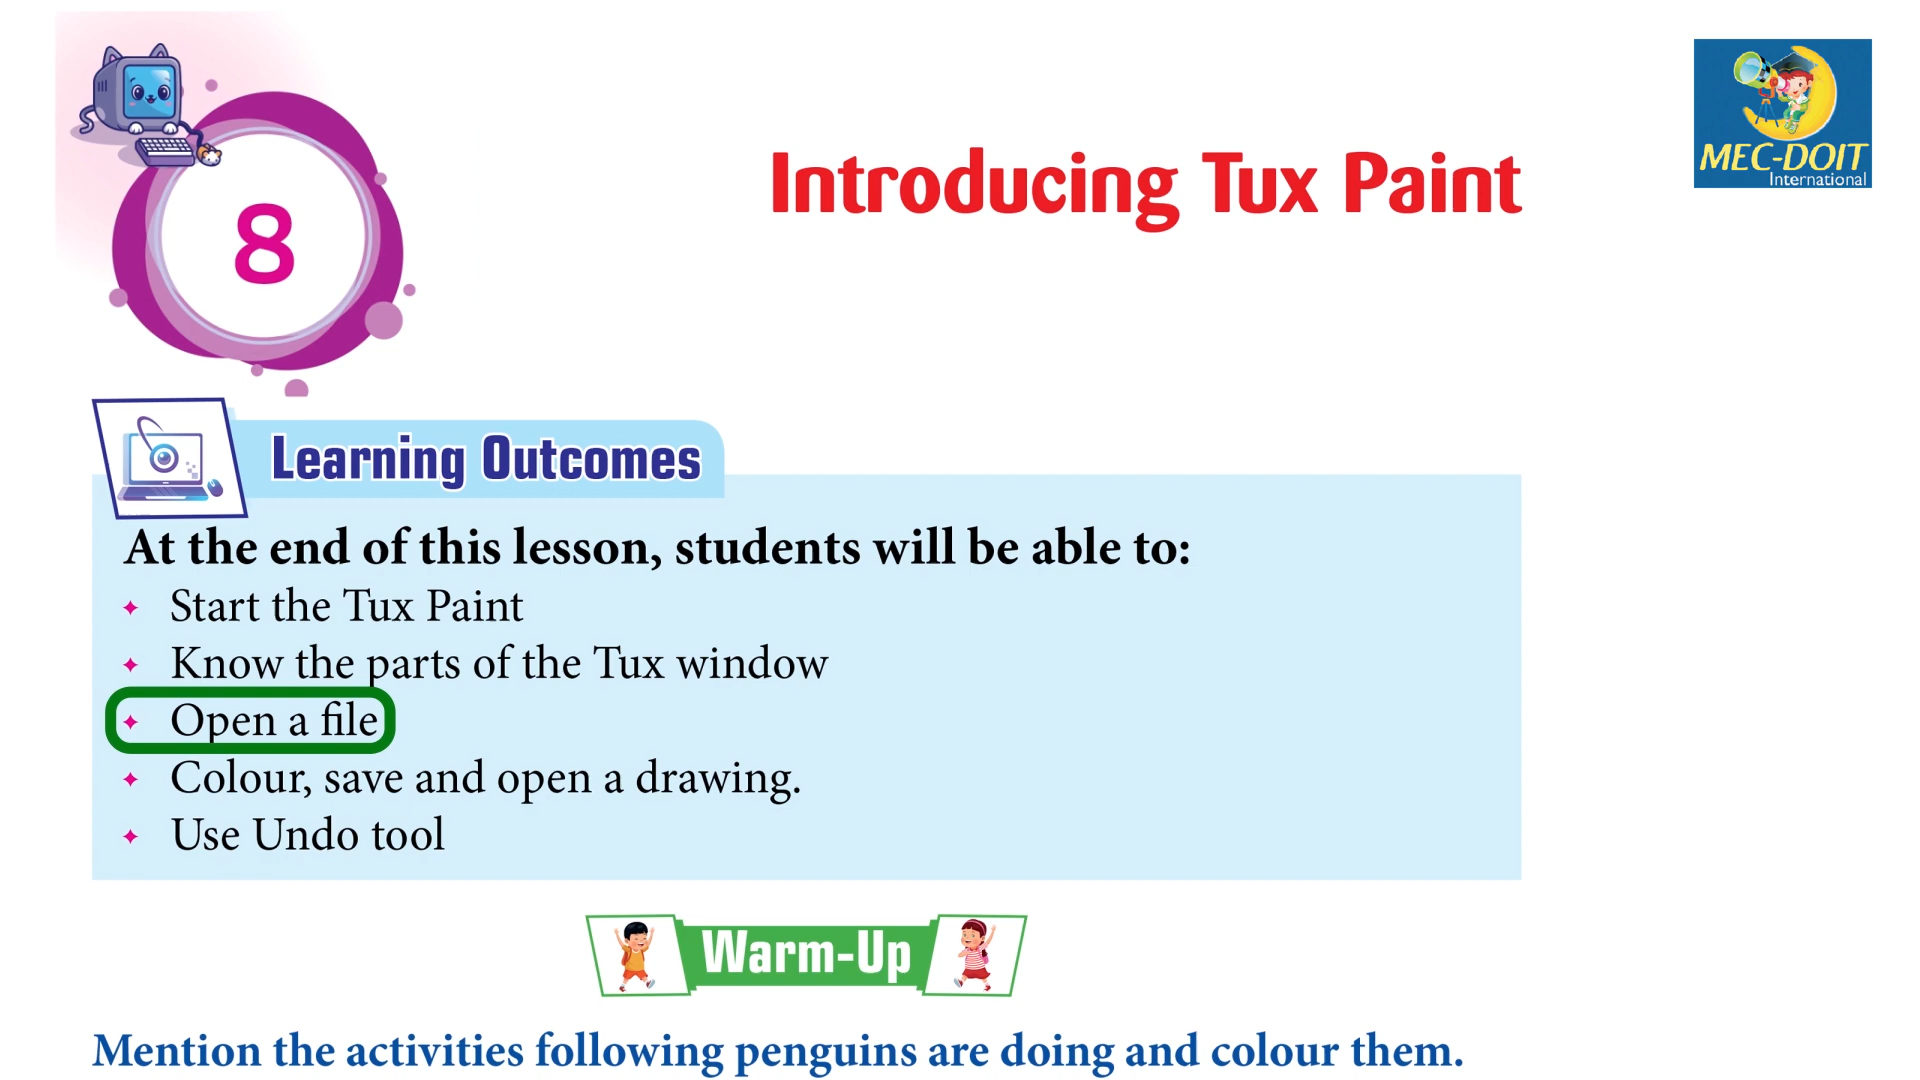 8
Introducing Tux Paint
MEC-DOIT
International
Learning Outcomes
At the end of this lesson, students will be able to:
✦ Start the Tux Paint
✦ Know the parts of the Tux window
✦ Open a file
✦ Colour, save and open a drawing.
✦ Use Undo tool
Warm-Up
Mention the activities following penguins are doing and colour them.